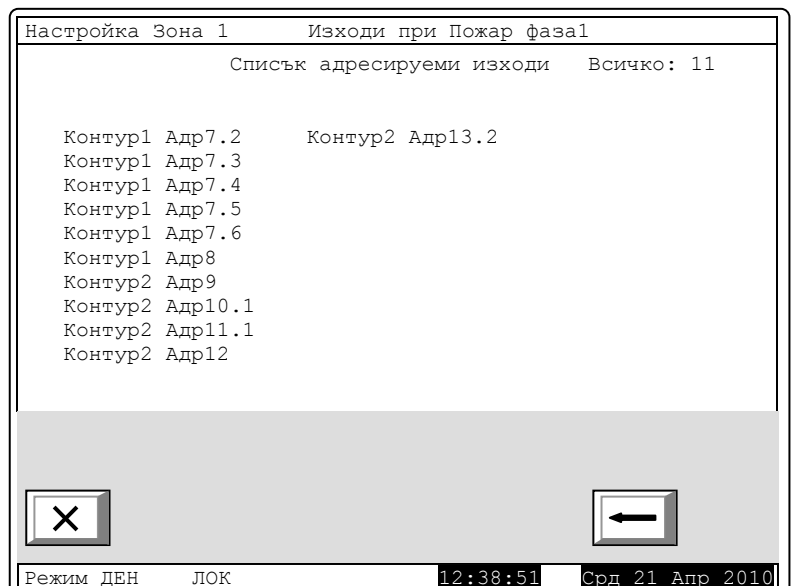 Настройка Зона 1 Изходи при Пожар фаза1
Списък адресируеми изходи Всичко: 11
Контур1 Адр7.2 Контур2 Адр13.2
Контур1 Адр7.3
Контур1 Адр7.4
Контур1 Адр7.5
Контур1 Адр7.6
Контур1 Адр8
Контур2 Адр9
Контур2 Адр10.1
Контур2 Адр11.1
Контур2 Адр12
Режим ДЕН ЛОК 12:38:51 Срд 21 Апр 2010